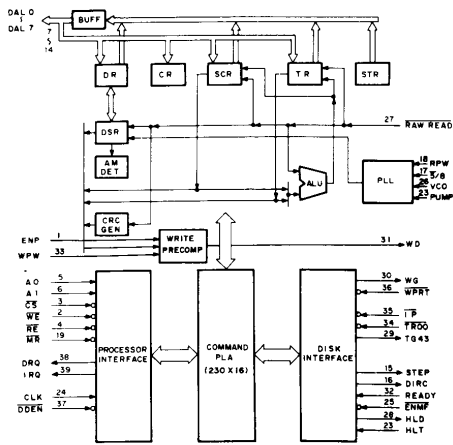 DAL 0
S
DAL 7
7
S
14
BUFF
DR
CR
SCR
TR
STR
27
RAW READ
DSR
AM
DET
ALU
PLL
18 RPW
17 5/8
26 VCO
23 PUMP
CRC
GEN
ENP 1
WPW 33
WRITE
PRECOMP
31 WD
A0 5
A1 6
CS 3
WE 2
RE 4
MR 19
DRQ 38
IRQ 39
CLK 24
DDEN 37
PROCESSOR
INTERFACE
COMMAND
PLA
(230 X 16)
DISK
INTERFACE
30 WG
36 WPRT
35 IP
34 TR00
29 TG43
15 STEP
16 DIRC
32 READY
25 ENMF
28 HLD
23 HLT